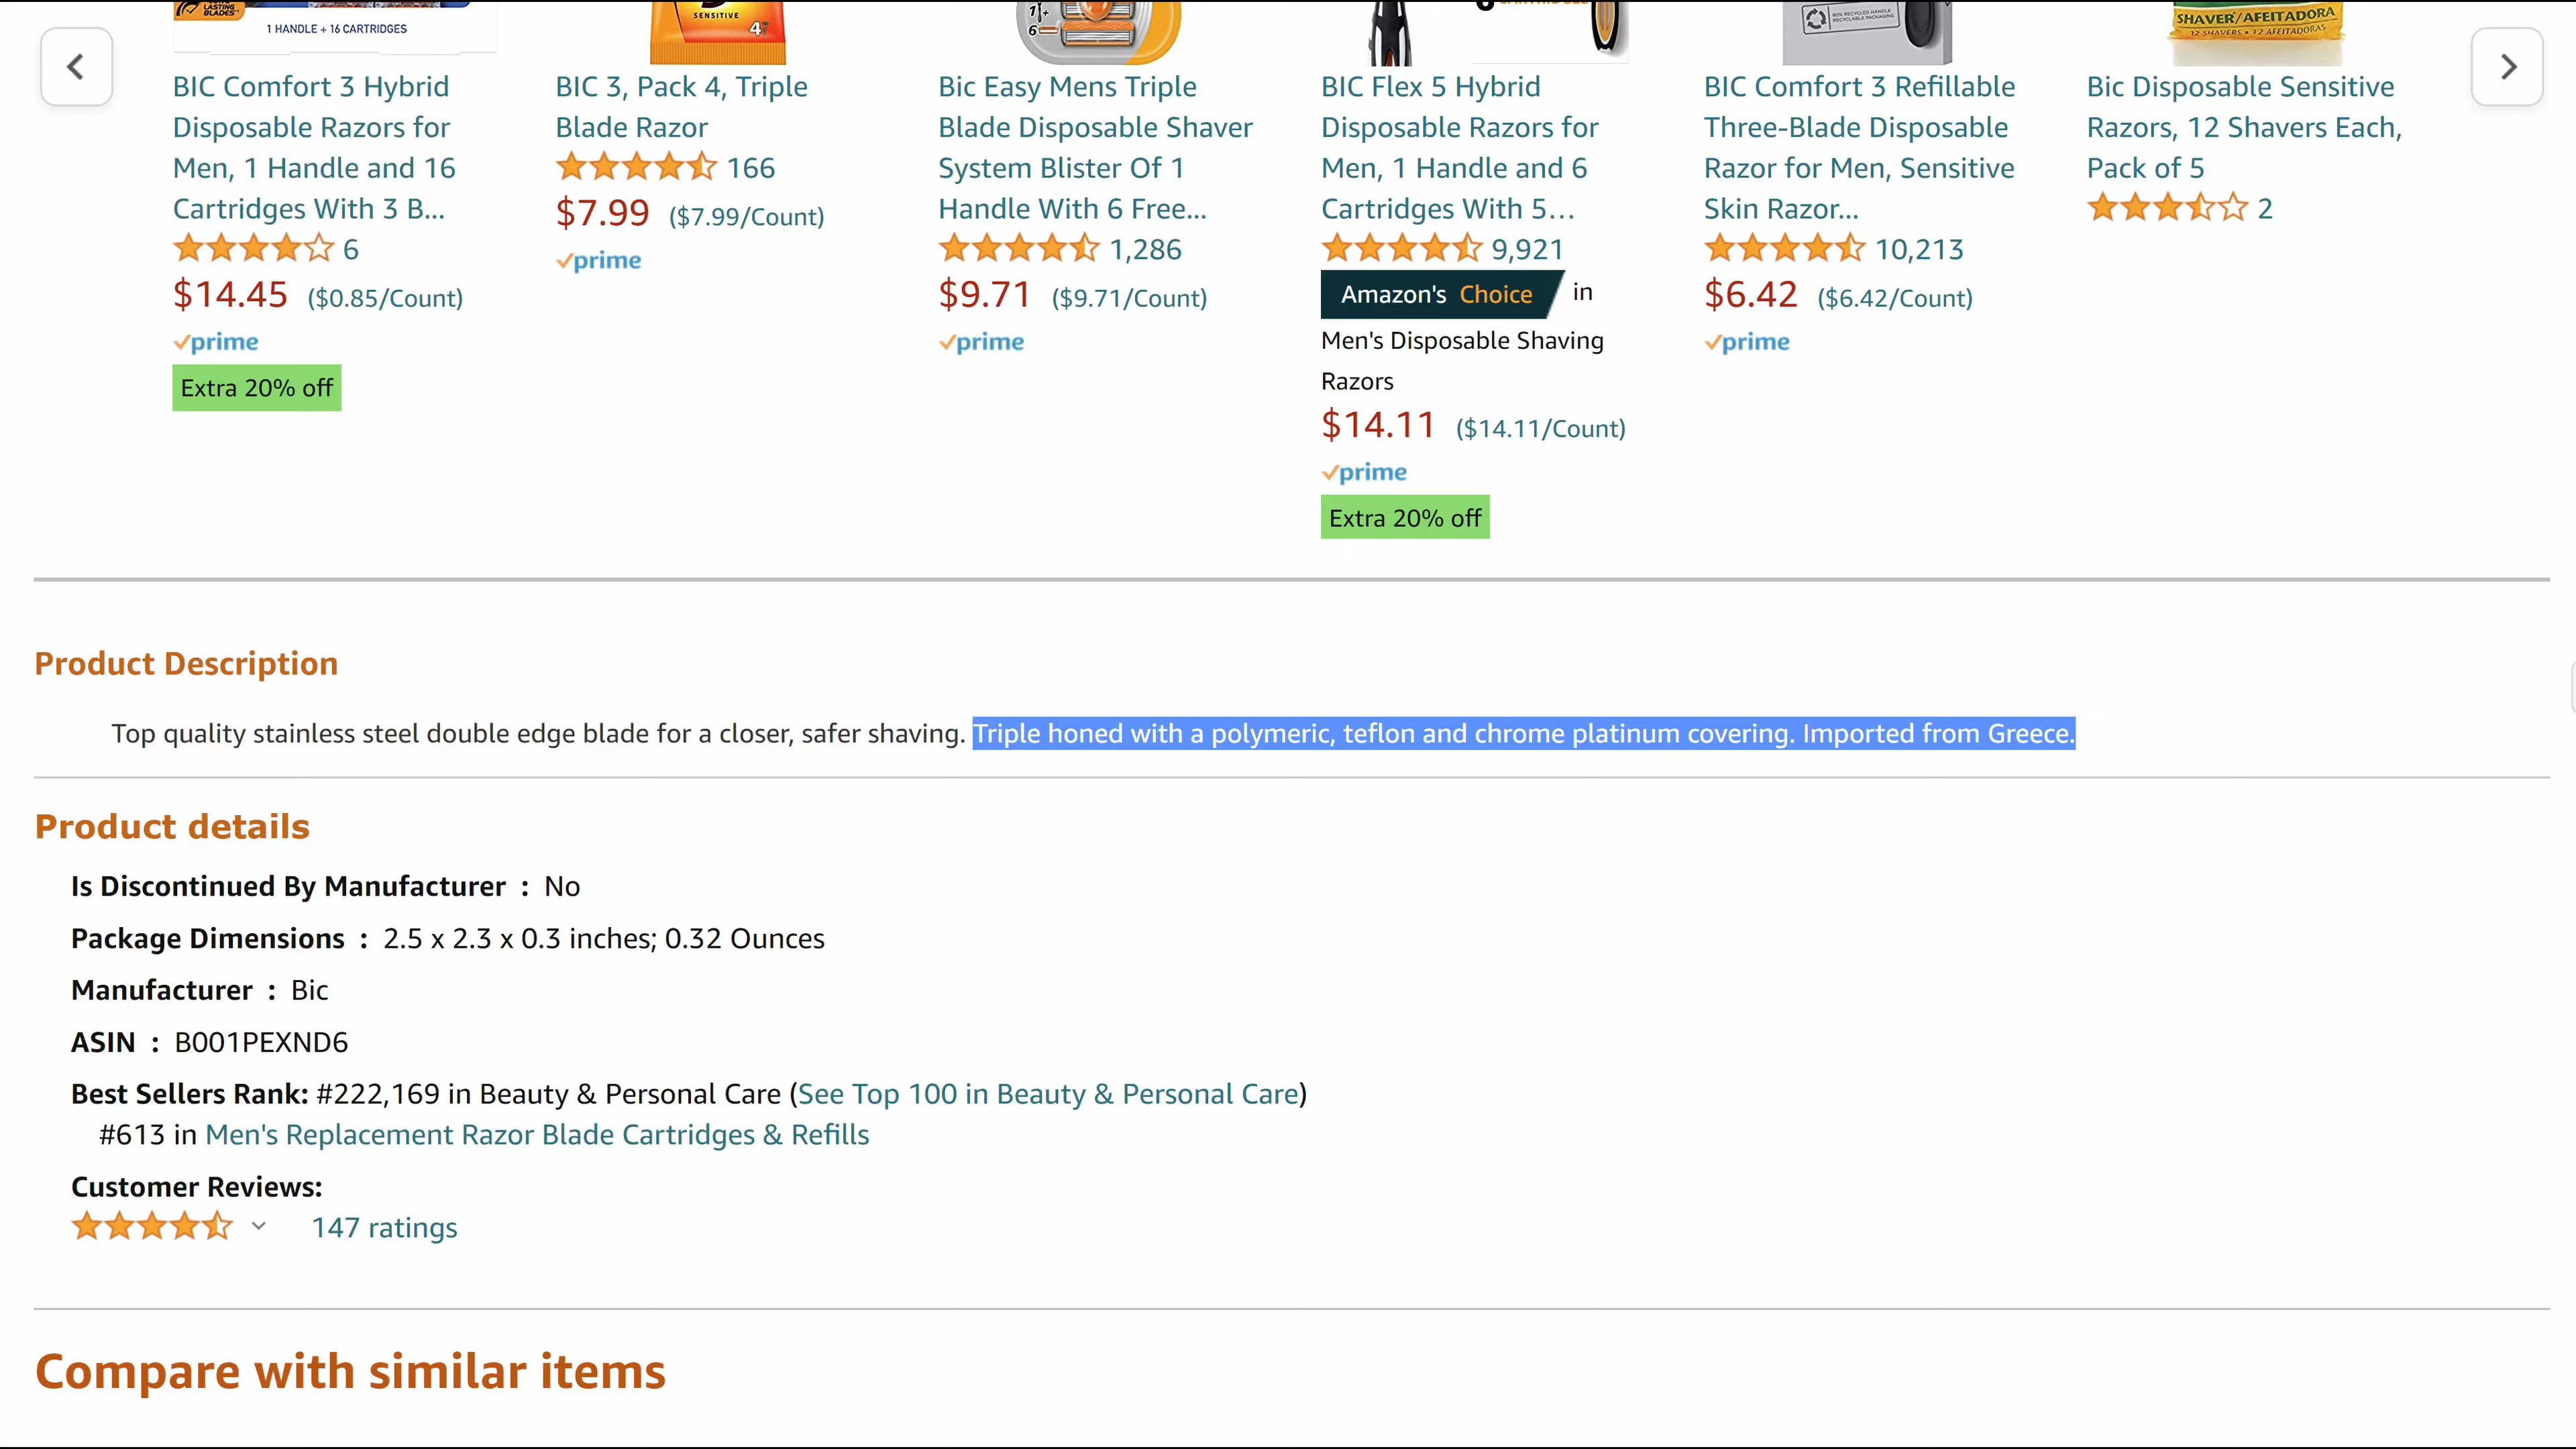 LASTING
BLADES™
1 HANDLE + 16 CARTRIDGES
SENSITIVE
4
1
6
SHAVER/AFEITADORA
12 SHAVERS • 12 AFEITADORAS
BIC Comfort 3 Hybrid
Disposable Razors for
Men, 1 Handle and 16
Cartridges With 3 B...
6
$14.45 ($0.85/Count)
prime
Extra 20% off
BIC 3, Pack 4, Triple
Blade Razor
166
$7.99 ($7.99/Count)
prime
Bic Easy Mens Triple
Blade Disposable Shaver
System Blister Of 1
Handle With 6 Free...
1,286
$9.71 ($9.71/Count)
prime
BIC Flex 5 Hybrid
Disposable Razors for
Men, 1 Handle and 6
Cartridges With 5...
9,921
Amazon's Choice in
Men's Disposable Shaving
Razors
$14.11 ($14.11/Count)
prime
Extra 20% off
BIC Comfort 3 Refillable
Three-Blade Disposable
Razor for Men, Sensitive
Skin Razor...
10,213
$6.42 ($6.42/Count)
prime
Bic Disposable Sensitive
Razors, 12 Shavers Each,
Pack of 5
2
Product Description
Top quality stainless steel double edge blade for a closer, safer shaving. Triple honed with a polymeric, teflon and chrome platinum covering. Imported from Greece.
Product details
Is Discontinued By Manufacturer : No
Package Dimensions : 2.5 x 2.3 x 0.3 inches; 0.32 Ounces
Manufacturer : Bic
ASIN : B001PEXND6
Best Sellers Rank: #222,169 in Beauty & Personal Care (See Top 100 in Beauty & Personal Care)
#613 in Men's Replacement Razor Blade Cartridges & Refills
Customer Reviews:
147 ratings
Compare with similar items